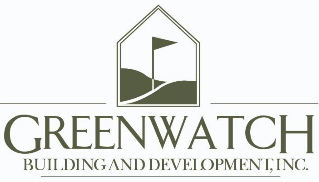 GREENWATCH
BUILDING AND DEVELOPMENT, INC.